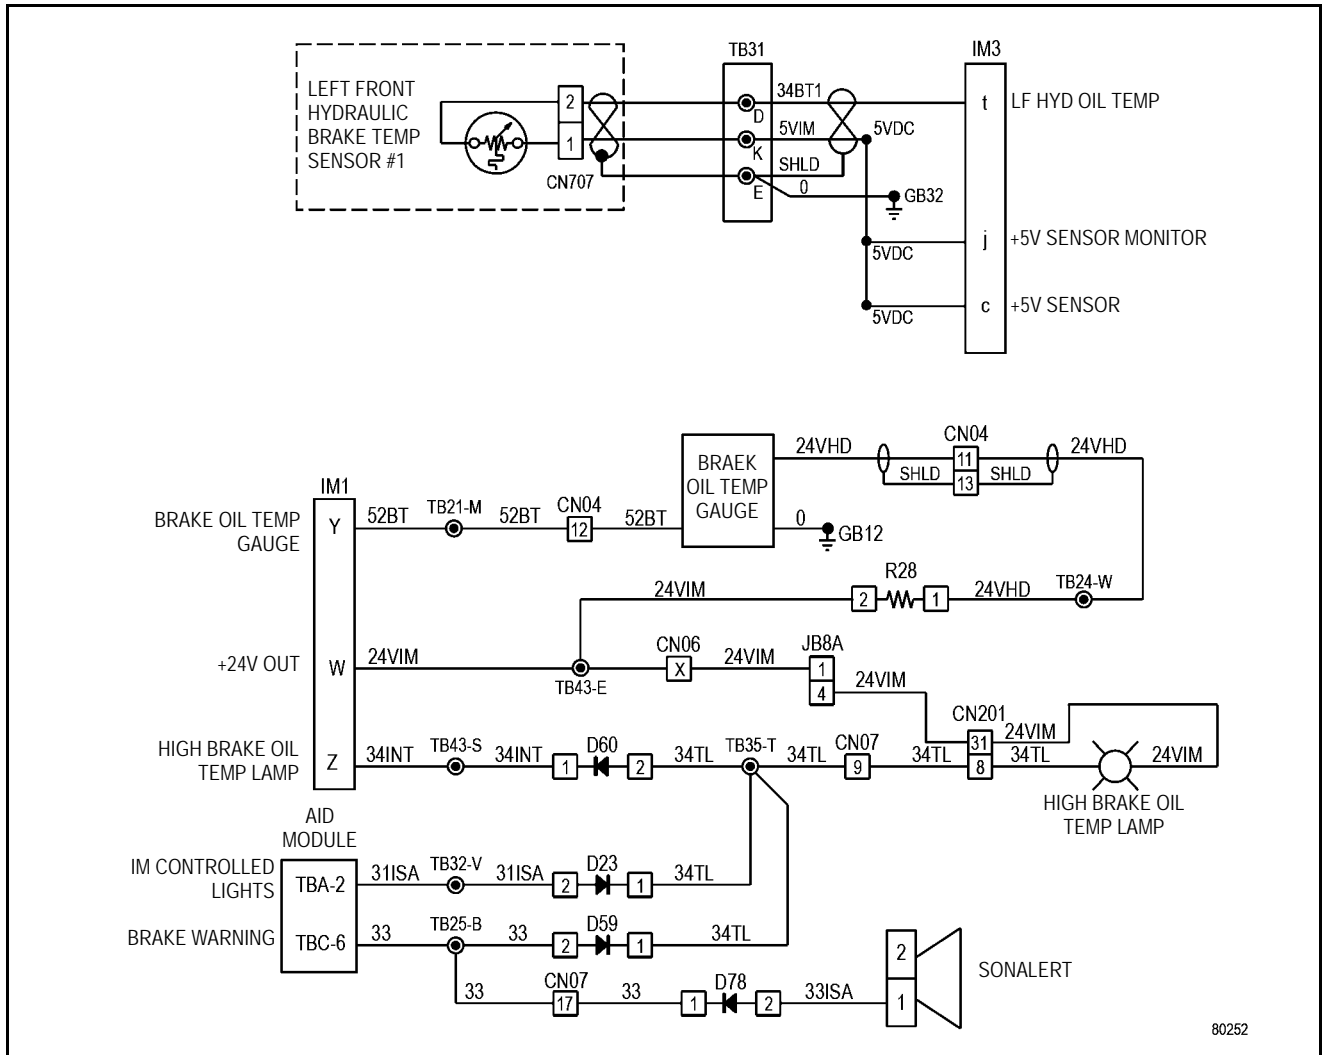 TB31
IM3
LEFT FRONT
HYDRAULIC
BRAKE TEMP
SENSOR #1
2
1
CN707
34BT1
D
5VIM
K
5VDC
SHLD
E
0
GB32
t
LF HYD OIL TEMP
5VDC
j
+5V SENSOR MONITOR
5VDC
c
+5V SENSOR
IM1
BRAKE OIL TEMP
GAUGE
Y
52BT
TB21-M
52BT
CN04
12
52BT
BRAEK
OIL TEMP
GAUGE
24VHD
CN04
11
13
SHLD
SHLD
24VHD
0
GB12
24VIM
R28
2
1
24VHD
TB24-W
+24V OUT
W
24VIM
TB43-E
CN06
X
24VIM
JB8A
1
4
24VIM
CN201
31
8
24VIM
HIGH BRAKE OIL
TEMP LAMP
Z
34INT
TB43-S
34INT
D60
1
2
34TL
TB35-T
34TL
CN07
9
34TL
34TL
24VIM
HIGH BRAKE OIL
TEMP LAMP
AID
MODULE
IM CONTROLLED
LIGHTS
TBA-2
31ISA
TB32-V
31ISA
D23
2
1
34TL
BRAKE WARNING
TBC-6
33
TB25-B
33
D59
2
1
34TL
33
CN07
17
33
D78
1
2
33ISA
2
1
SONALERT
80252